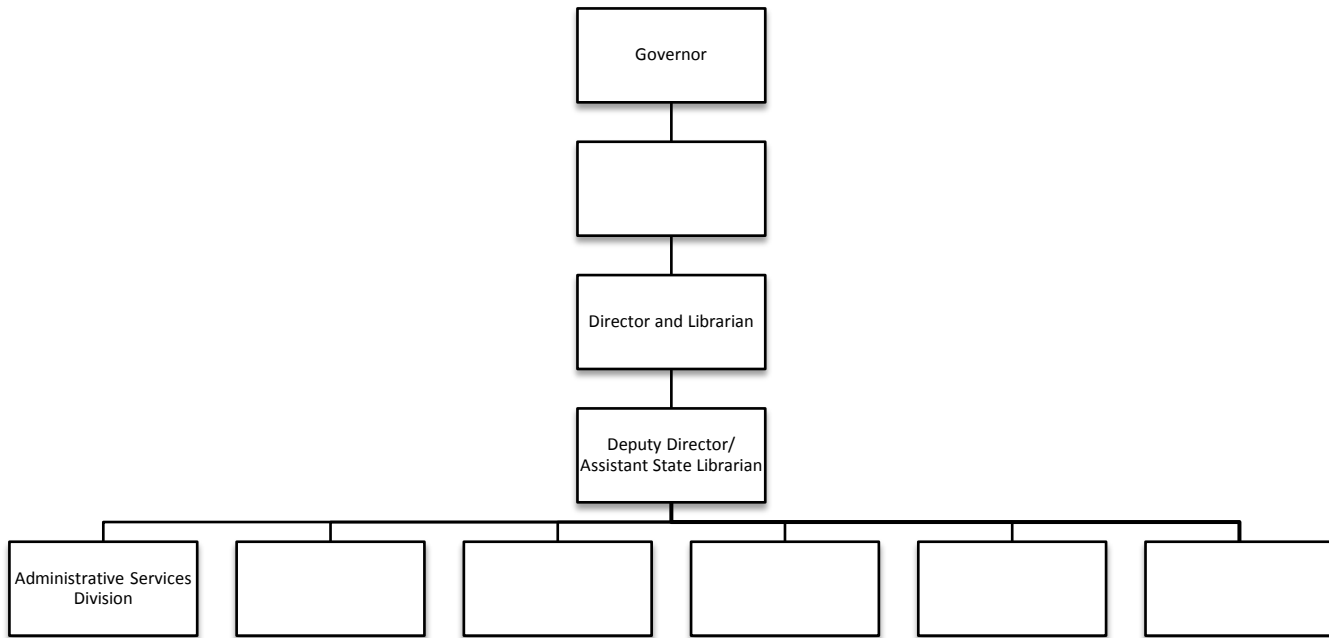 Governor
Director and Librarian
Deputy Director/
Assistant State Librarian
Administrative Services
Division